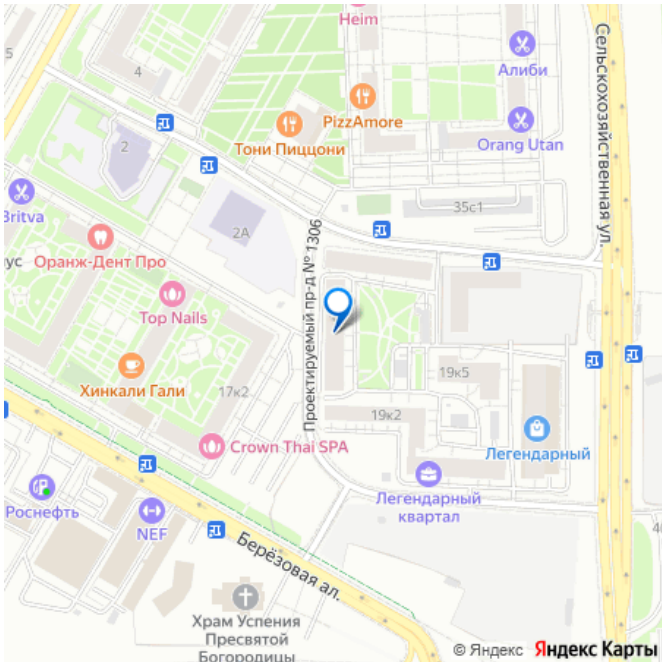 Heim
4
Алиби
PizzAmore
Тони Пиццони
Orang Utan
Сельскохозяйственная ул.
2
Britva
35с1
2А
Проектируемый пр-д № 1306
ус
Оранж-Дент Про
Top Nails
Хинкали Гали
17к2
19к5
19к2
Легендарный
Crown Thai SPA
Легендарный
квартал
Роснефть
NEF
Берёзовая ал.
Храм Успения
Пресвятой
Богородицы
© Яндекс Яндекс Карты